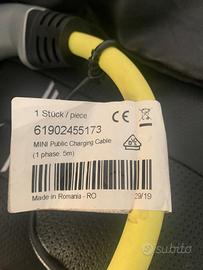 1 Stück / piece
61902455173
MINI Public Charging Cable
(1 phase, 5m)
Made in Romania - RO
29/19
subito